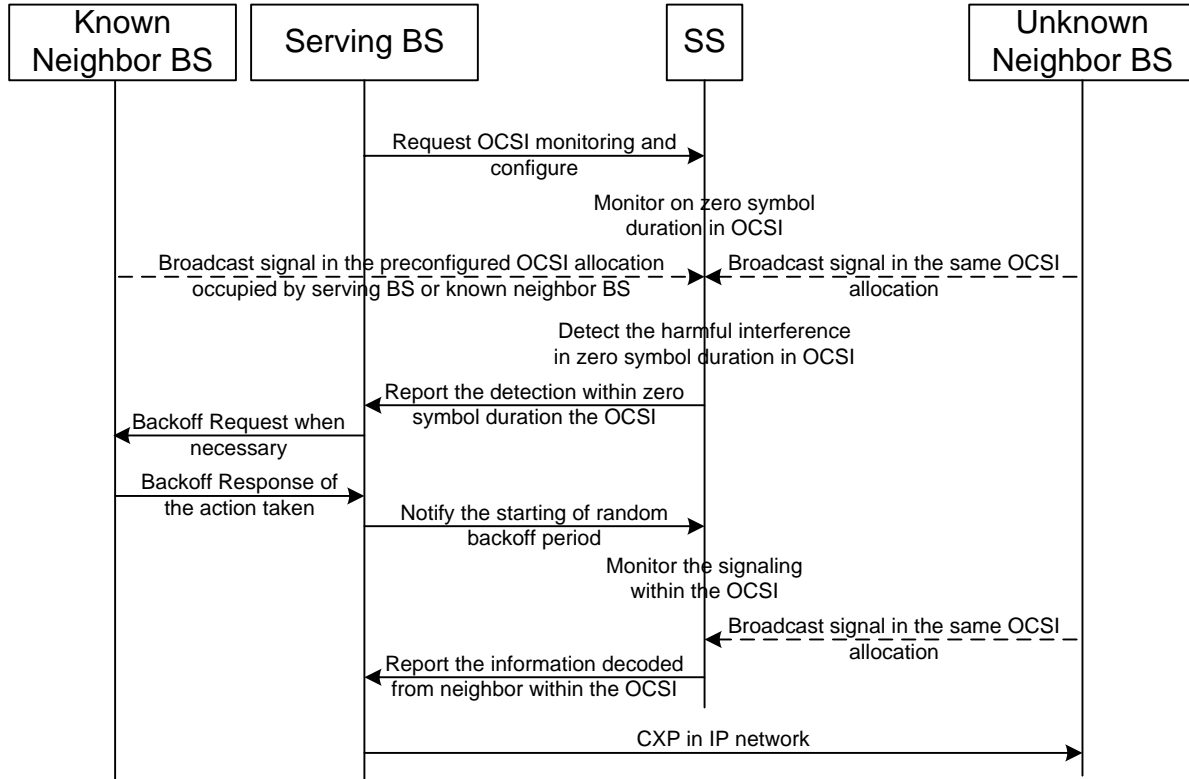 Known
Neighbor BS
Serving BS
SS
Unknown
Neighbor BS
Request OCSI monitoring and
configure
Monitor on zero symbol
duration in OCSI
Broadcast signal in the preconfigured OCSI allocation
occupied by serving BS or known neighbor BS
Broadcast signal in the same OCSI
allocation
Detect the harmful interference
in zero symbol duration in OCSI
Report the detection within zero
symbol duration the OCSI
Backoff Request when
necessary
Backoff Response of
the action taken
Notify the starting of random
backoff period
Monitor the signaling
within the OCSI
Broadcast signal in the same OCSI
allocation
Report the information decoded
from neighbor within the OCSI
CXP in IP network